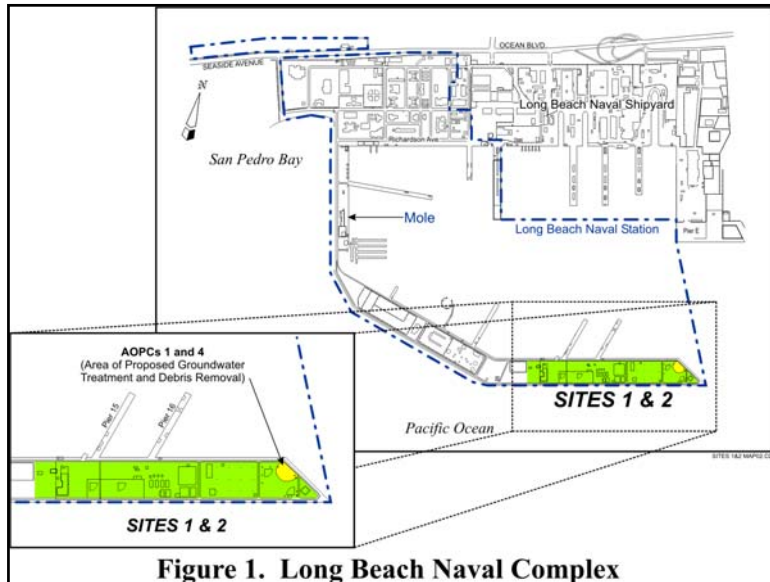 OCEAN BLVD.
SEASIDE AVENUE
N
Long Beach Naval Shipyard
Richardson Ave
San Pedro Bay
Mole
Long Beach Naval Station
Pier E
AOPCs 1 and 4
(Area of Proposed Groundwater
Treatment and Debris Removal)
SITES 1 & 2
Pacific Ocean
Pier 15
Pier 16
SITES 1 & 2
Figure 1. Long Beach Naval Complex